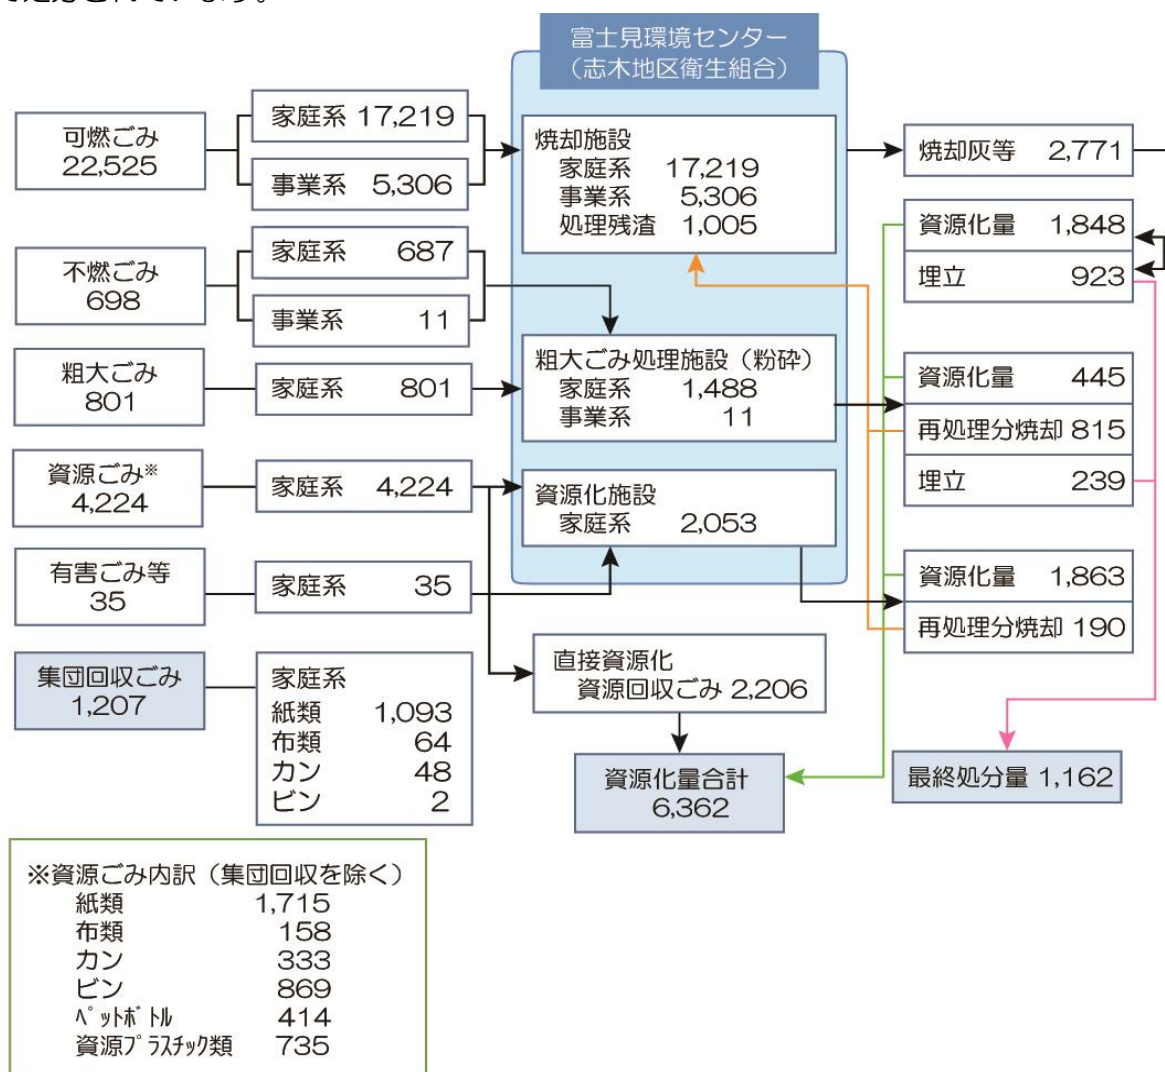 富士見環境センター
（志木地区衛生組合）
可燃ごみ
22,525
家庭系 17,219
事業系 5,306
焼却施設
家庭系 17,219
事業系 5,306
処理残渣 1,005
焼却灰等 2,771
資源化量 1,848
埋立 923
不燃ごみ
698
家庭系 687
事業系 11
粗大ごみ
801
家庭系 801
粗大ごみ処理施設（粉砕）
家庭系 1,488
事業系 11
資源化量 445
再処理分焼却 815
埋立 239
資源ごみ※
4,224
家庭系 4,224
資源化施設
家庭系 2,053
有害ごみ等
35
家庭系 35
資源化量 1,863
再処理分焼却 190
集団回収ごみ
1,207
家庭系
紙類 1,093
布類 64
カン 48
ビン 2
直接資源化
資源回収ごみ 2,206
資源化量合計
6,362
最終処分量 1,162
※資源ごみ内訳（集団回収を除く）
紙類 1,715
布類 158
カン 333
ビン 869
ﾍﾟｯﾄﾎﾞﾄﾙ 414
資源ﾌﾟﾗｽﾁｯｸ類 735